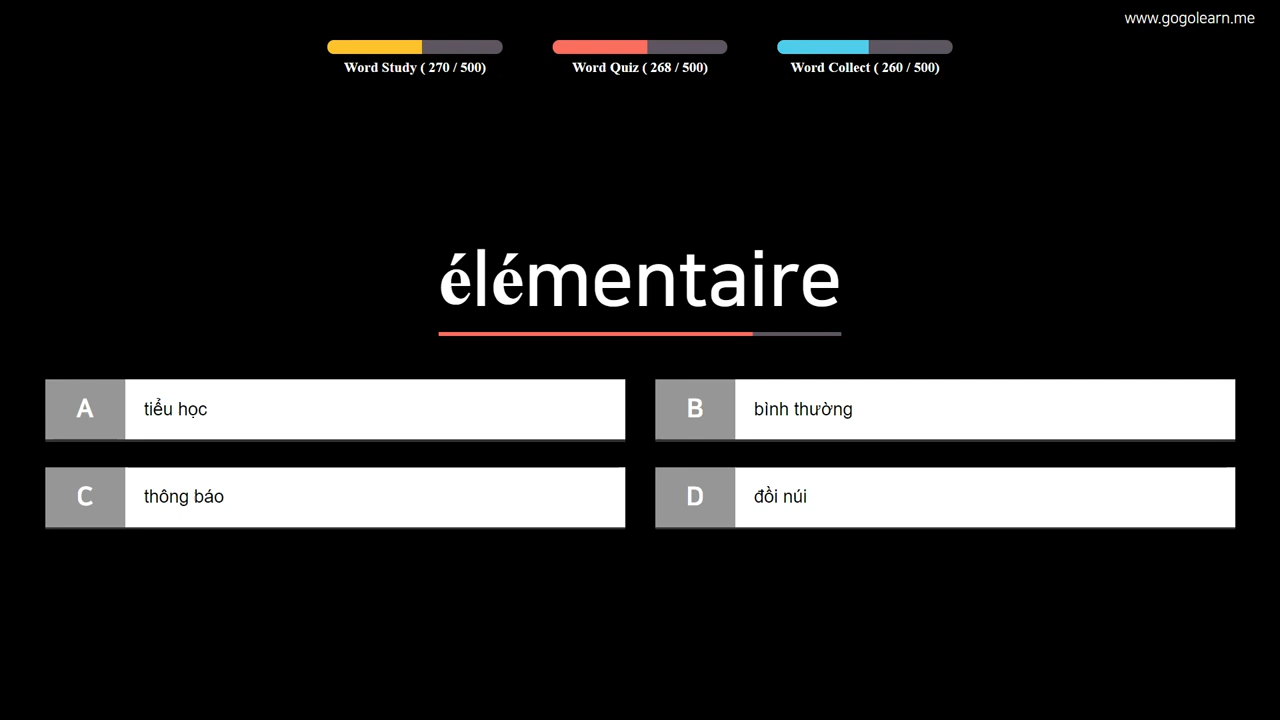 www.gogolearn.me
Word Study ( 270 / 500)
Word Quiz ( 268 / 500)
Word Collect ( 260 / 500)
élémentaire
A tiểu học
B bình thường
C thông báo
D đồi núi